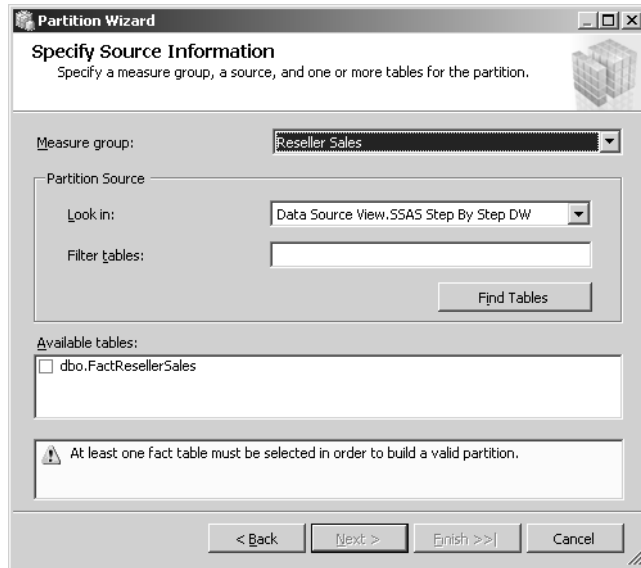 Partition Wizard
Specify Source Information
Specify a measure group, a source, and one or more tables for the partition.
Measure group: Reseller Sales
Partition Source
Look in: Data Source View.SSAS Step By Step DW
Filter tables:
Find Tables
Available tables:
dbo.FactResellerSales
At least one fact table must be selected in order to build a valid partition.
< Back Next > Finish >>| Cancel